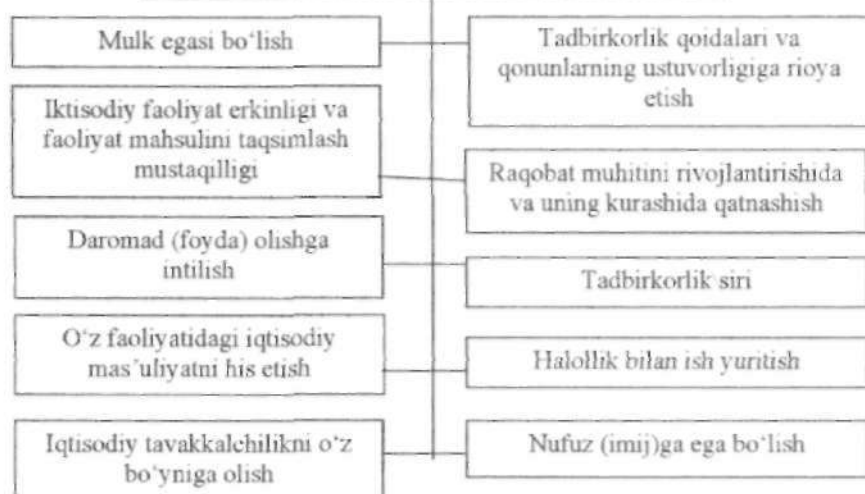 Mulk egasi bo‘lish
Iktisodiy faoliyat erkinligi va
faoliyat mahsulini taqsimlash
mustaqilligi
Daromad (foyda) olishga
intilish
O‘z faoliyatidagi iqtisodiy
mas’uliyatni his etish
Iqtisodiy tavakkalchilikni o‘z
bo‘yniga olish
Tadbirkorlik qoidalari va
qonunlarning ustuvorligiga rioya
etish
Raqobat muhitini rivojlantirishida
va uning kurashida qatnashish
Tadbirkorlik siri
Halollik bilan ish yuritish
Nufuz (imij)ga ega bo‘lish